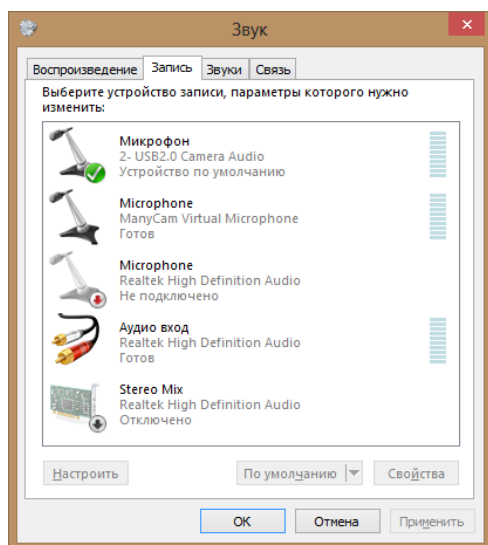 Звук
Воспроизведение Запись Звуки Связь
Выберите устройство записи, параметры которого нужно
изменить:
Микрофон
2- USB2.0 Camera Audio
Устройство по умолчанию
Microphone
ManyCam Virtual Microphone
Готов
Microphone
Realtek High Definition Audio
Не подключено
Аудио вход
Realtek High Definition Audio
Готов
Stereo Mix
Realtek High Definition Audio
Отключено
Настроить По умолчанию Свойства
ОК Отмена Применить